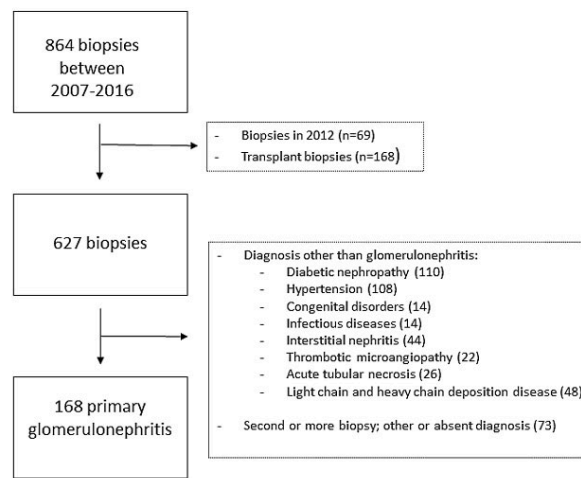 864 biopsies
between
2007-2016
- Biopsies in 2012 (n=69)
- Transplant biopsies (n=168)
627 biopsies
- Diagnosis other than glomerulonephritis:
- Diabetic nephropathy (110)
- Hypertension (108)
- Congenital disorders (14)
- Infectious diseases (14)
- Interstitial nephritis (44)
- Thrombotic microangiopathy (22)
- Acute tubular necrosis (26)
- Light chain and heavy chain deposition disease (48)
- Second or more biopsy; other or absent diagnosis (73)
168 primary
glomerulonephritis